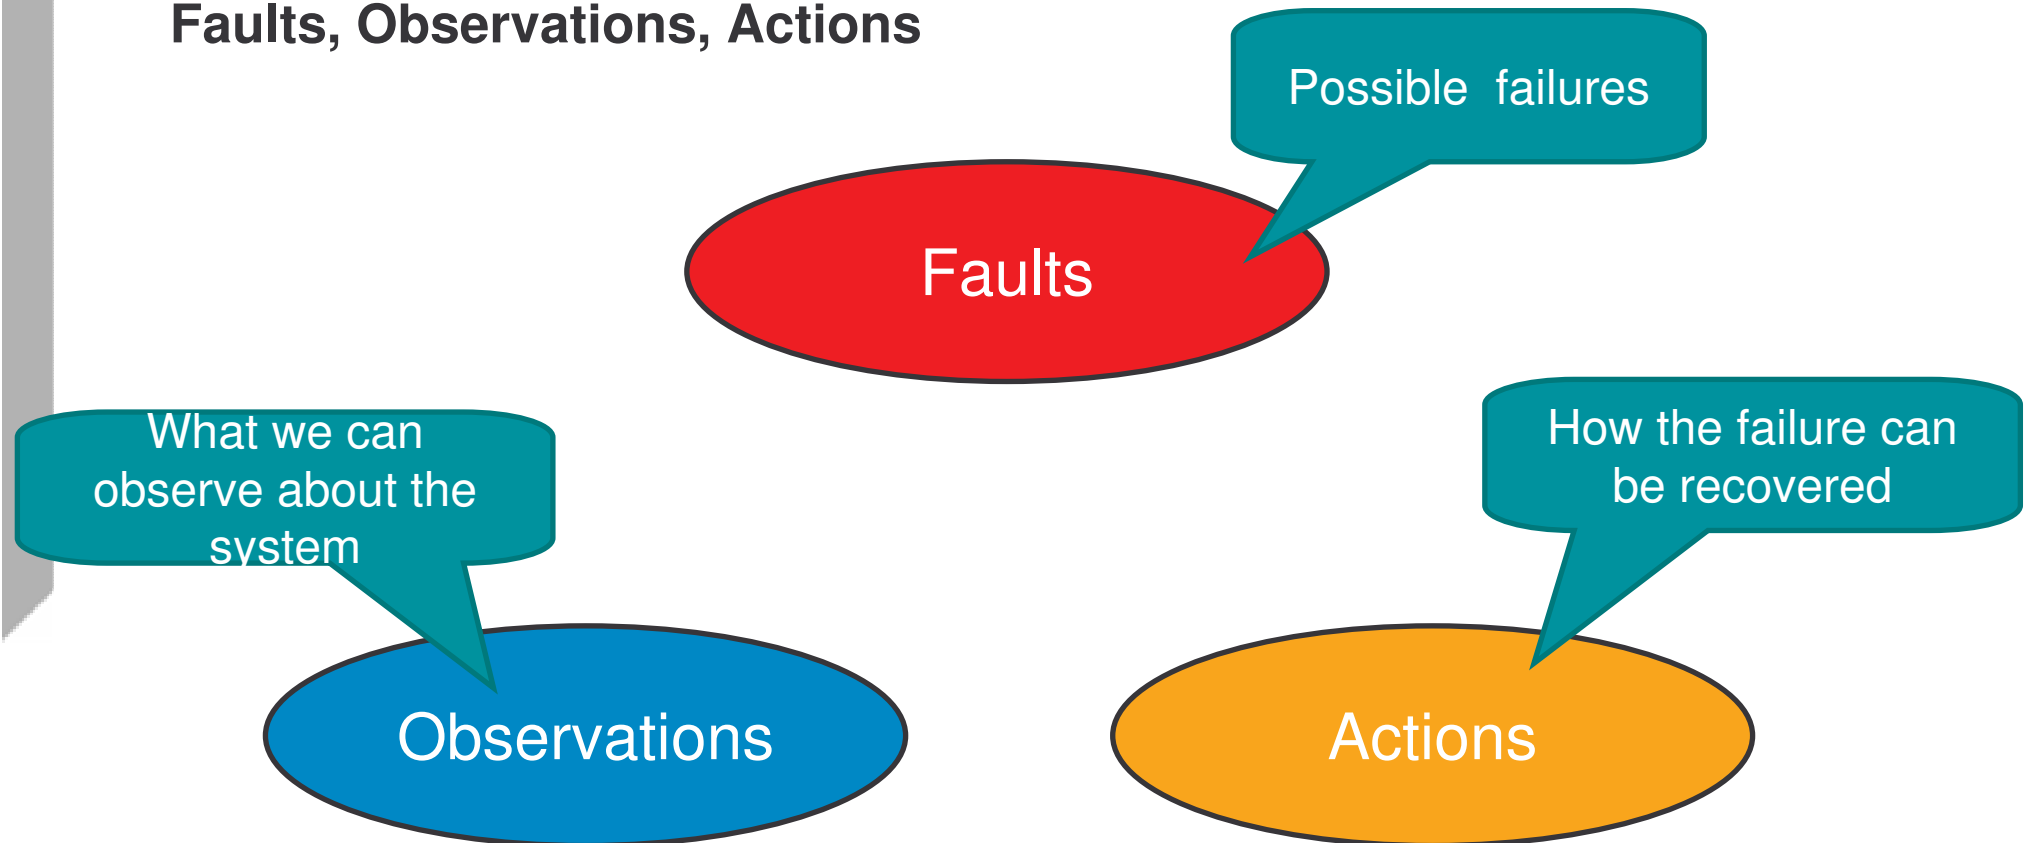 Faults, Observations, Actions
Possible failures
Faults
What we can
observe about the
system
How the failure can
be recovered
Observations
Actions